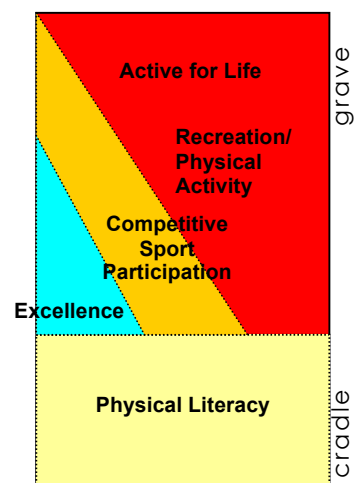 Active for Life
grave
Recreation/
Physical
Activity
Competitive
Sport
Participation
Excellence
Physical Literacy
cradle